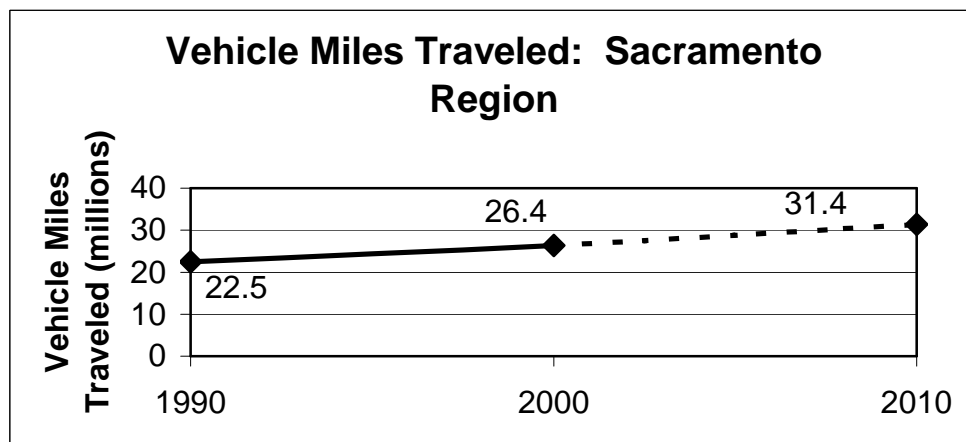 Vehicle Miles Traveled: Sacramento
Region
Vehicle Miles
Traveled (millions)
40
30
20
10
0
22.5
26.4
31.4
1990
2000
2010